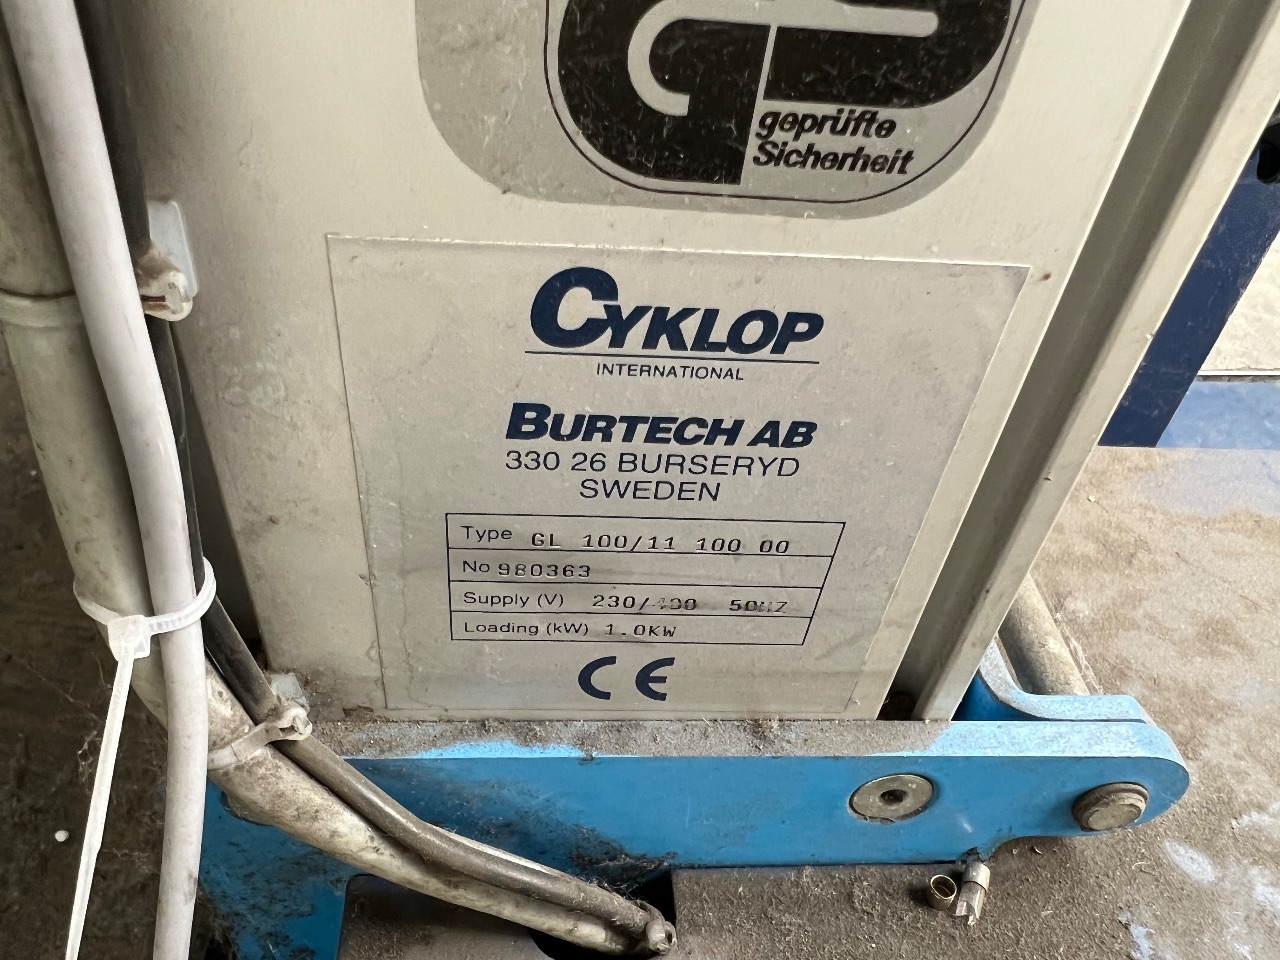 geprüfte
Sicherheit
CYKLOP
INTERNATIONAL
BURTECH AB
330 26 BURSERYD
SWEDEN
Type GL 100/11 100 00
No 980363
Supply (V) 230/400 50HZ
Loading (kW) 1.0KW
CE